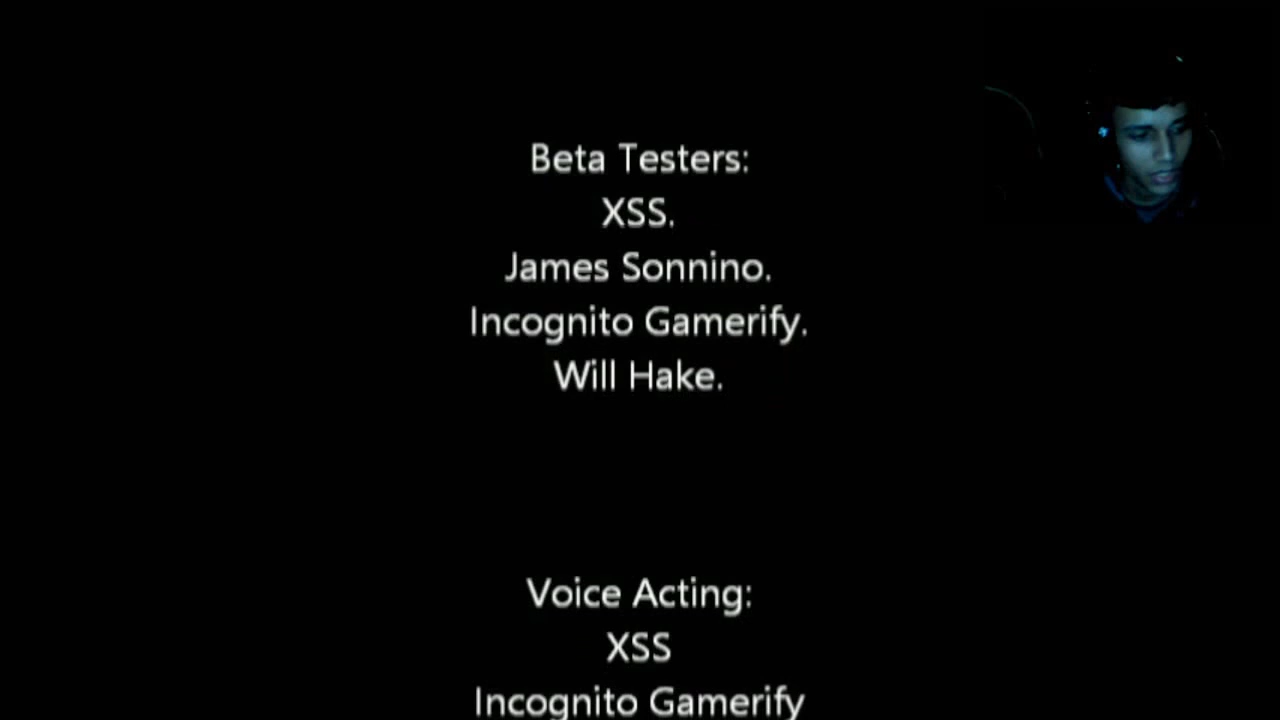 Beta Testers:
XSS.
James Sonnino.
Incognito Gamerify.
Will Hake.
Voice Acting:
XSS
Incognito Gamerify